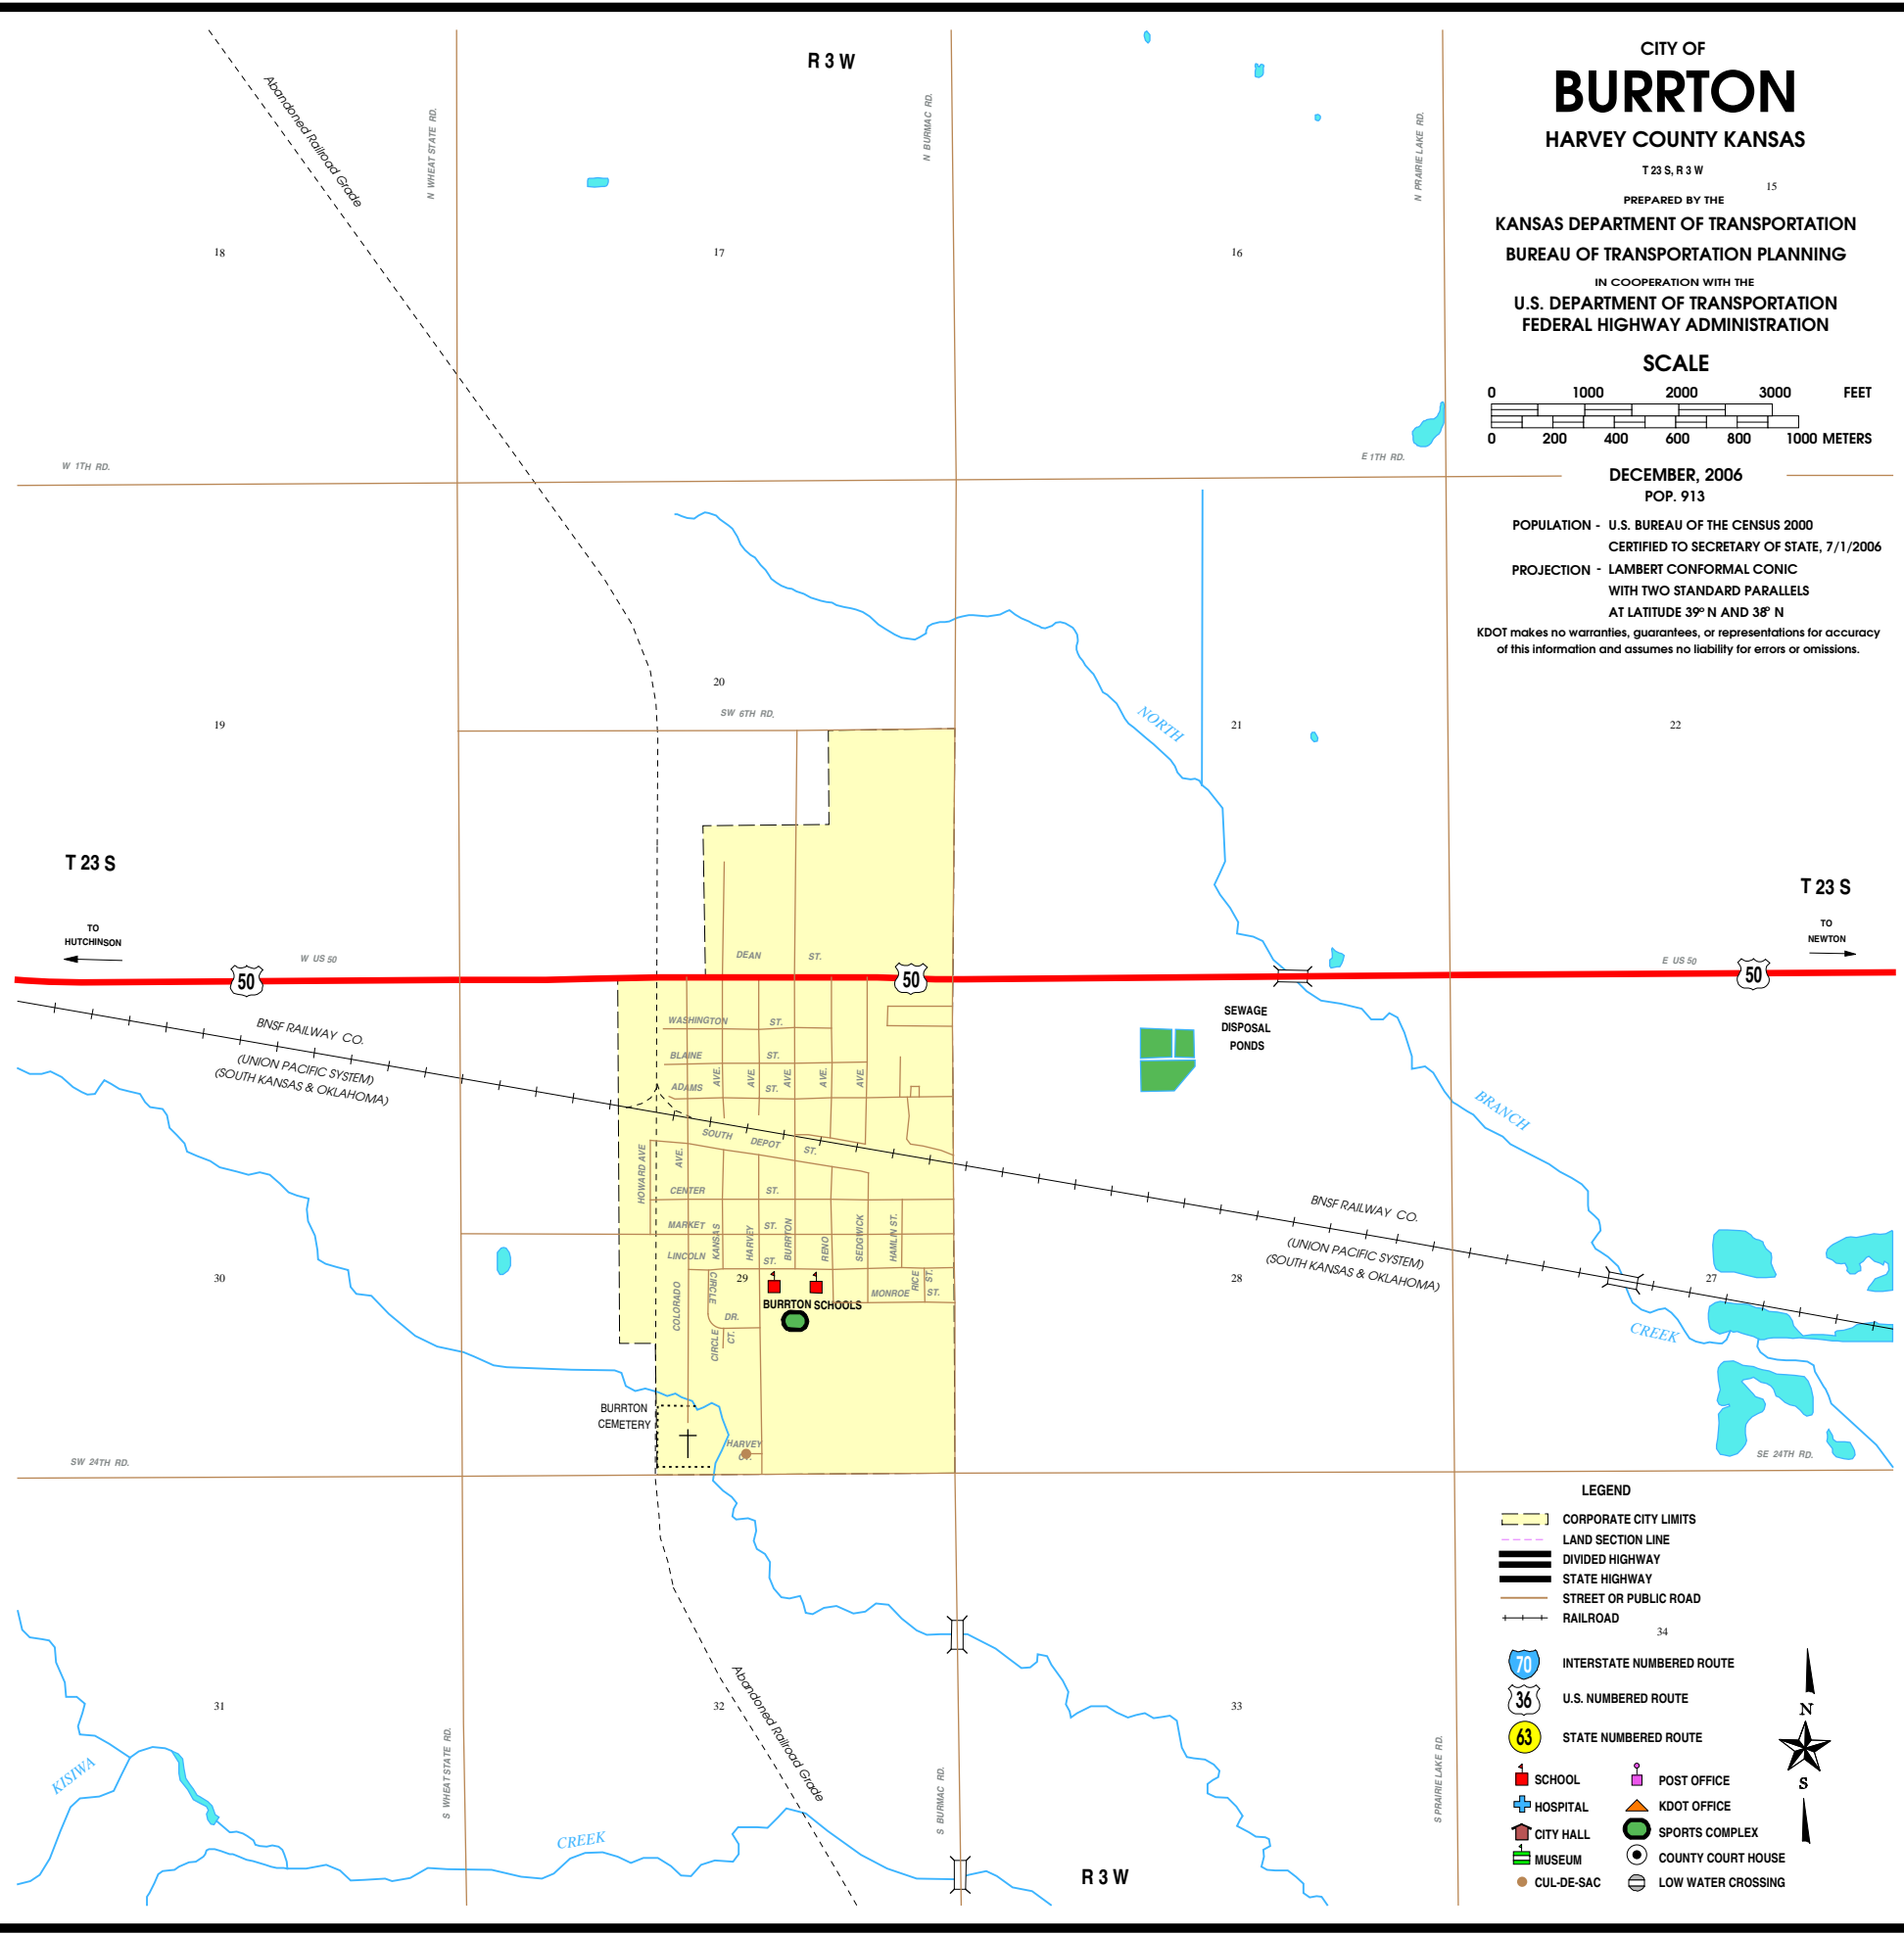 CITY OF
BURRTON
HARVEY COUNTY KANSAS
T 23 S, R 3 W
15
PREPARED BY THE
KANSAS DEPARTMENT OF TRANSPORTATION
BUREAU OF TRANSPORTATION PLANNING
IN COOPERATION WITH THE
U.S. DEPARTMENT OF TRANSPORTATION
FEDERAL HIGHWAY ADMINISTRATION
SCALE
0 1000 2000 3000 FEET
0 200 400 600 800 1000 METERS
DECEMBER, 2006
POP. 913
POPULATION - U.S. BUREAU OF THE CENSUS 2000
CERTIFIED TO SECRETARY OF STATE, 7/1/2006
PROJECTION - LAMBERT CONFORMAL CONIC
WITH TWO STANDARD PARALLELS
AT LATITUDE 39º N AND 38º N
KDOT makes no warranties, guarantees, or representations for accuracy
of this information and assumes no liability for errors or omissions.
R 3 W
Abandoned Railroad Grade
N WHEAT STATE RD.
N BURMAC RD.
N PRAIRIE LAKE RD.
18
17
16
W 1TH RD.
E 1TH RD.
20
SW 6TH RD.
19
21
22
NORTH
T 23 S
T 23 S
TO
HUTCHINSON
TO
NEWTON
W US 50
E US 50
50
50
50
DEAN ST.
SEWAGE
DISPOSAL
PONDS
BNSF RAILWAY CO.
(UNION PACIFIC SYSTEM)
(SOUTH KANSAS & OKLAHOMA)
WASHINGTON ST.
BLAINE ST.
AVE.
AVE.
AVE.
AVE.
AVE.
ADAMS ST.
SOUTH DEPOT ST.
BRANCH
HOWARD AVE
AVE.
CENTER ST.
MARKET ST.
LINCOLN ST.
KANSAS
HARVEY
BURRTON
RENO
SEDGWICK
HAMLIN ST.
BNSF RAILWAY CO.
(UNION PACIFIC SYSTEM)
(SOUTH KANSAS & OKLAHOMA)
30
29
28
27
COLORADO
CIRCLE
DR.
CIRCLE
CT.
MONROE ST.
RICE
ST.
BURRTON SCHOOLS
CREEK
BURRTON
CEMETERY
HARVEY
CT.
SW 24TH RD.
SE 24TH RD.
31
32
33
34
KISIWA
CREEK
S WHEAT STATE RD.
Abandoned Railroad Grade
S BURMAC RD.
S PRAIRIE LAKE RD.
R 3 W
LEGEND
CORPORATE CITY LIMITS
LAND SECTION LINE
DIVIDED HIGHWAY
STATE HIGHWAY
STREET OR PUBLIC ROAD
RAILROAD
70 INTERSTATE NUMBERED ROUTE
36 U.S. NUMBERED ROUTE
63 STATE NUMBERED ROUTE
N
S
SCHOOL
HOSPITAL
CITY HALL
MUSEUM
CUL-DE-SAC
POST OFFICE
KDOT OFFICE
SPORTS COMPLEX
COUNTY COURT HOUSE
LOW WATER CROSSING